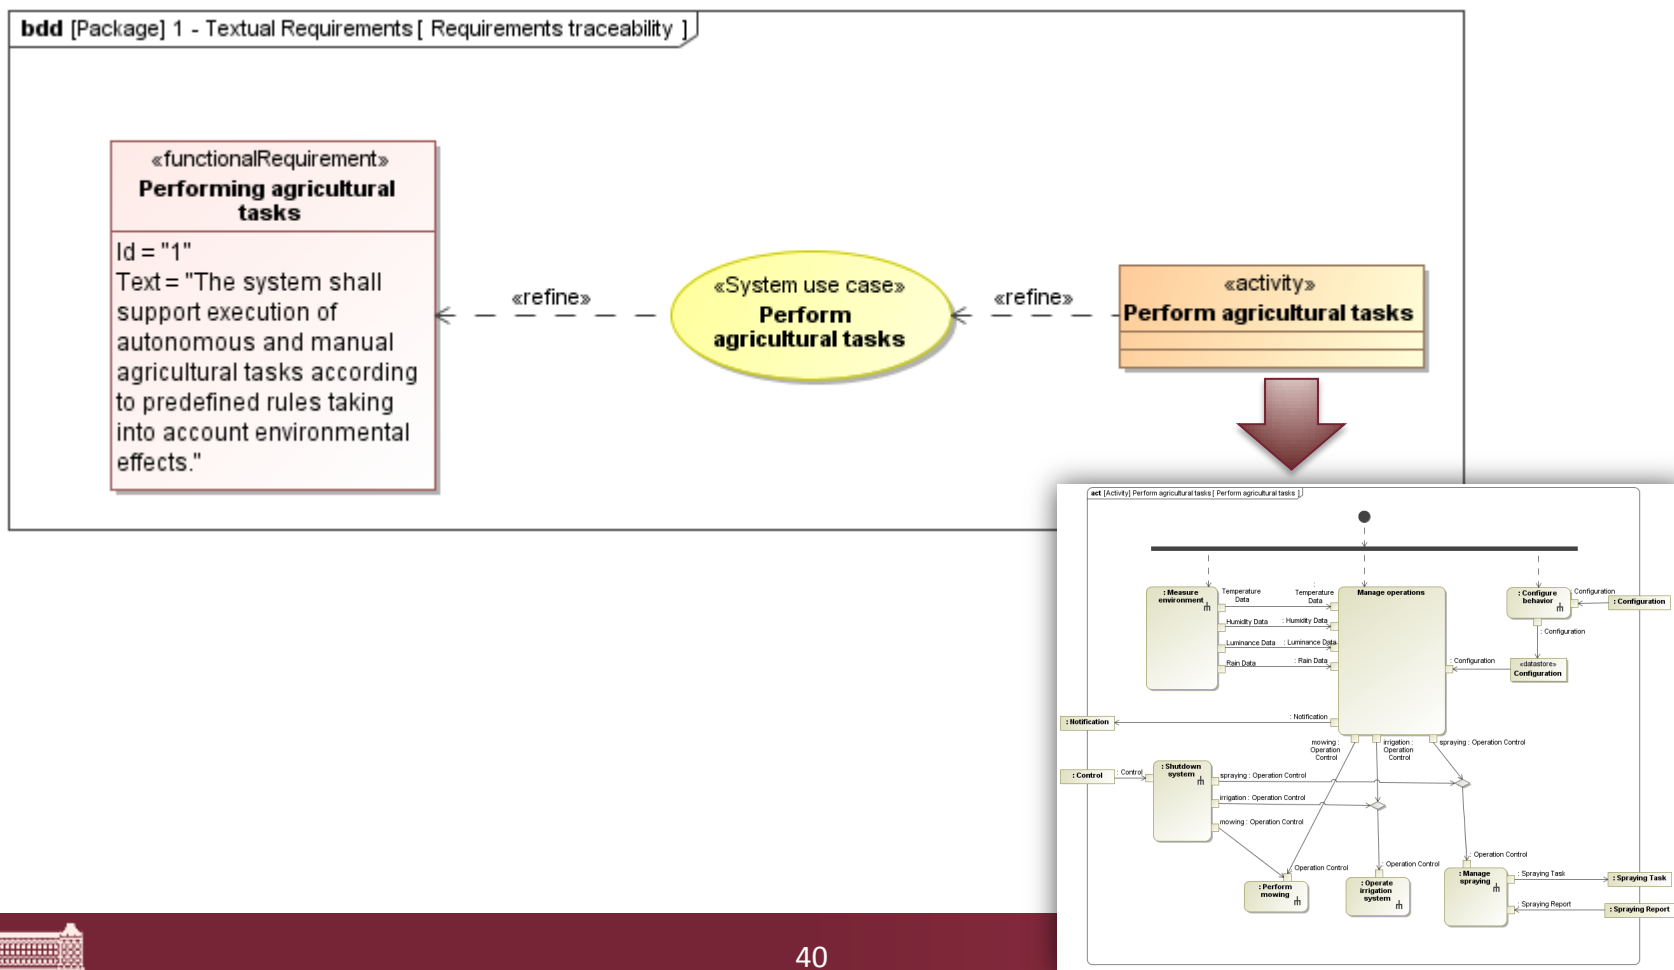 bdd [Package] 1 - Textual Requirements [ Requirements traceability ]
«functionalRequirement»
Performing agricultural
tasks
Id = "1"
Text = "The system shall
support execution of
autonomous and manual
agricultural tasks according
to predefined rules taking
into account environmental
effects."
«refine»
«System use case»
Perform
agricultural tasks
«refine»
«activity»
Perform agricultural tasks
act [Activity] Perform agricultural tasks [ Perform agricultural tasks ]
: Measure
environment
Temperature
Data
Humidity Data
Luminance Data
Rain Data
:
Temperature
Data
: Humidity Data
: Luminance Data
: Rain Data
Manage operations
: Configure
behavior
Configuration
: Configuration
: Configuration
«datastore»
Configuration
: Configuration
: Notification
: Notification
mowing :
Operation
Control
irrigation :
Operation
Control
spraying : Operation Control
: Control
: Control
: Shutdown
system
spraying : Operation Control
irrigation : Operation Control
mowing : Operation Control
Operation Control
: Operation Control
: Operation Control
: Perform
mowing
: Operate
irrigation
system
: Manage
spraying
: Spraying Task
: Spraying Task
: Spraying Report
: Spraying Report
40